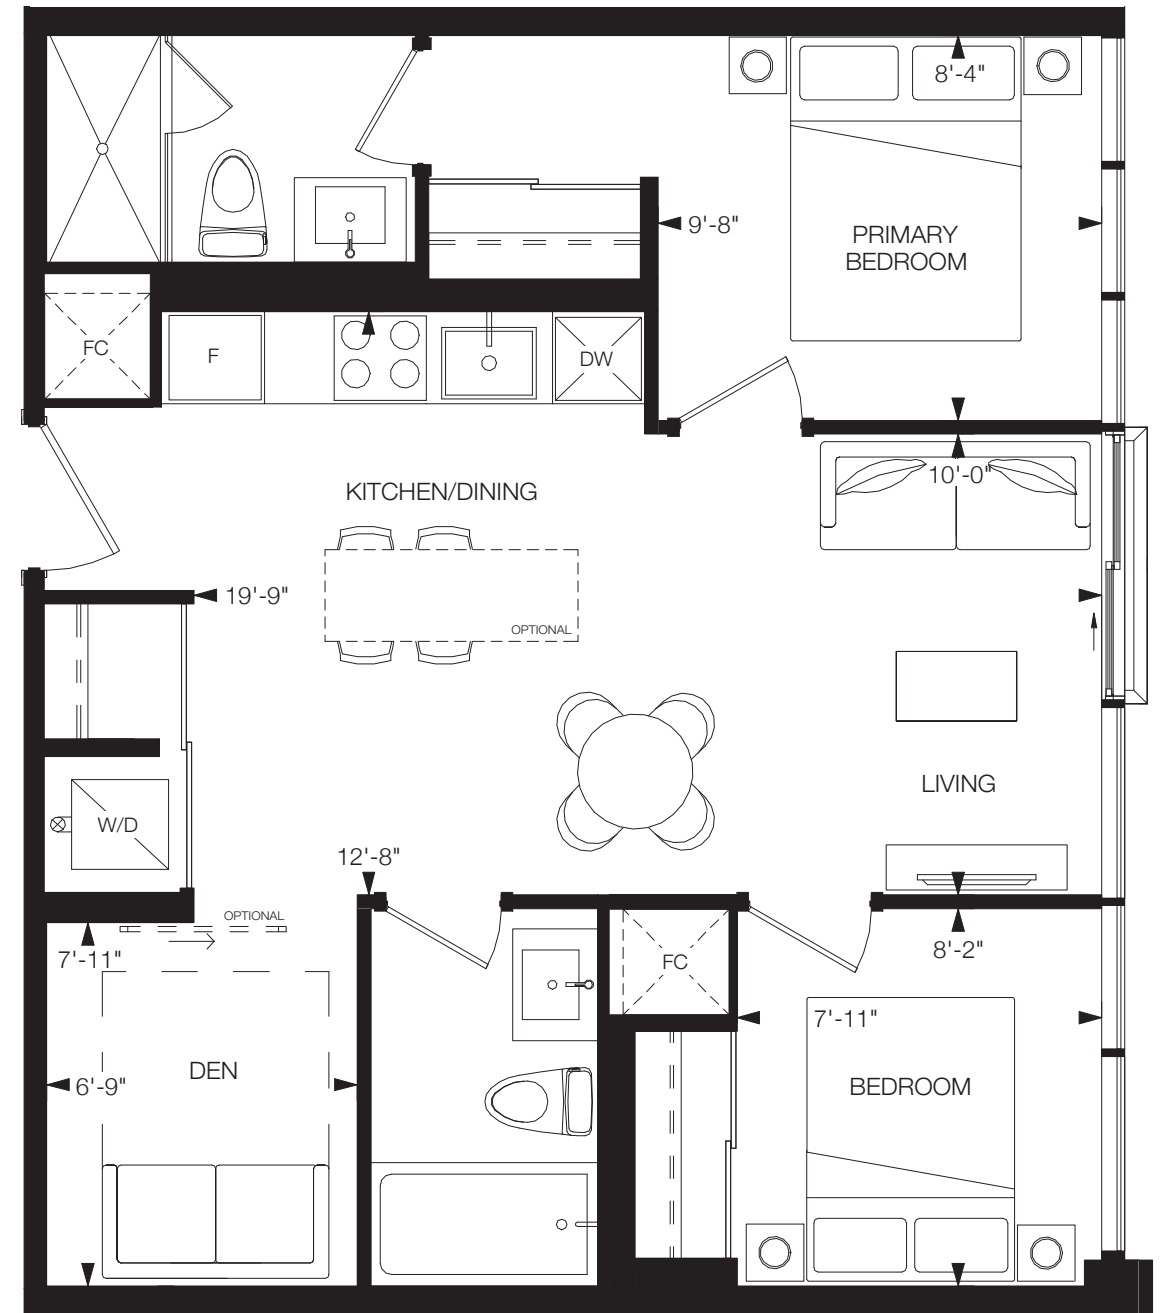 8'-4"
9'-8"
PRIMARY
BEDROOM
FC
F
DW
10'-0"
KITCHEN/DINING
19'-9"
OPTIONAL
LIVING
W/D
12'-8"
OPTIONAL
7'-11"
8'-2"
FC
7'-11"
DEN
6'-9"
BEDROOM